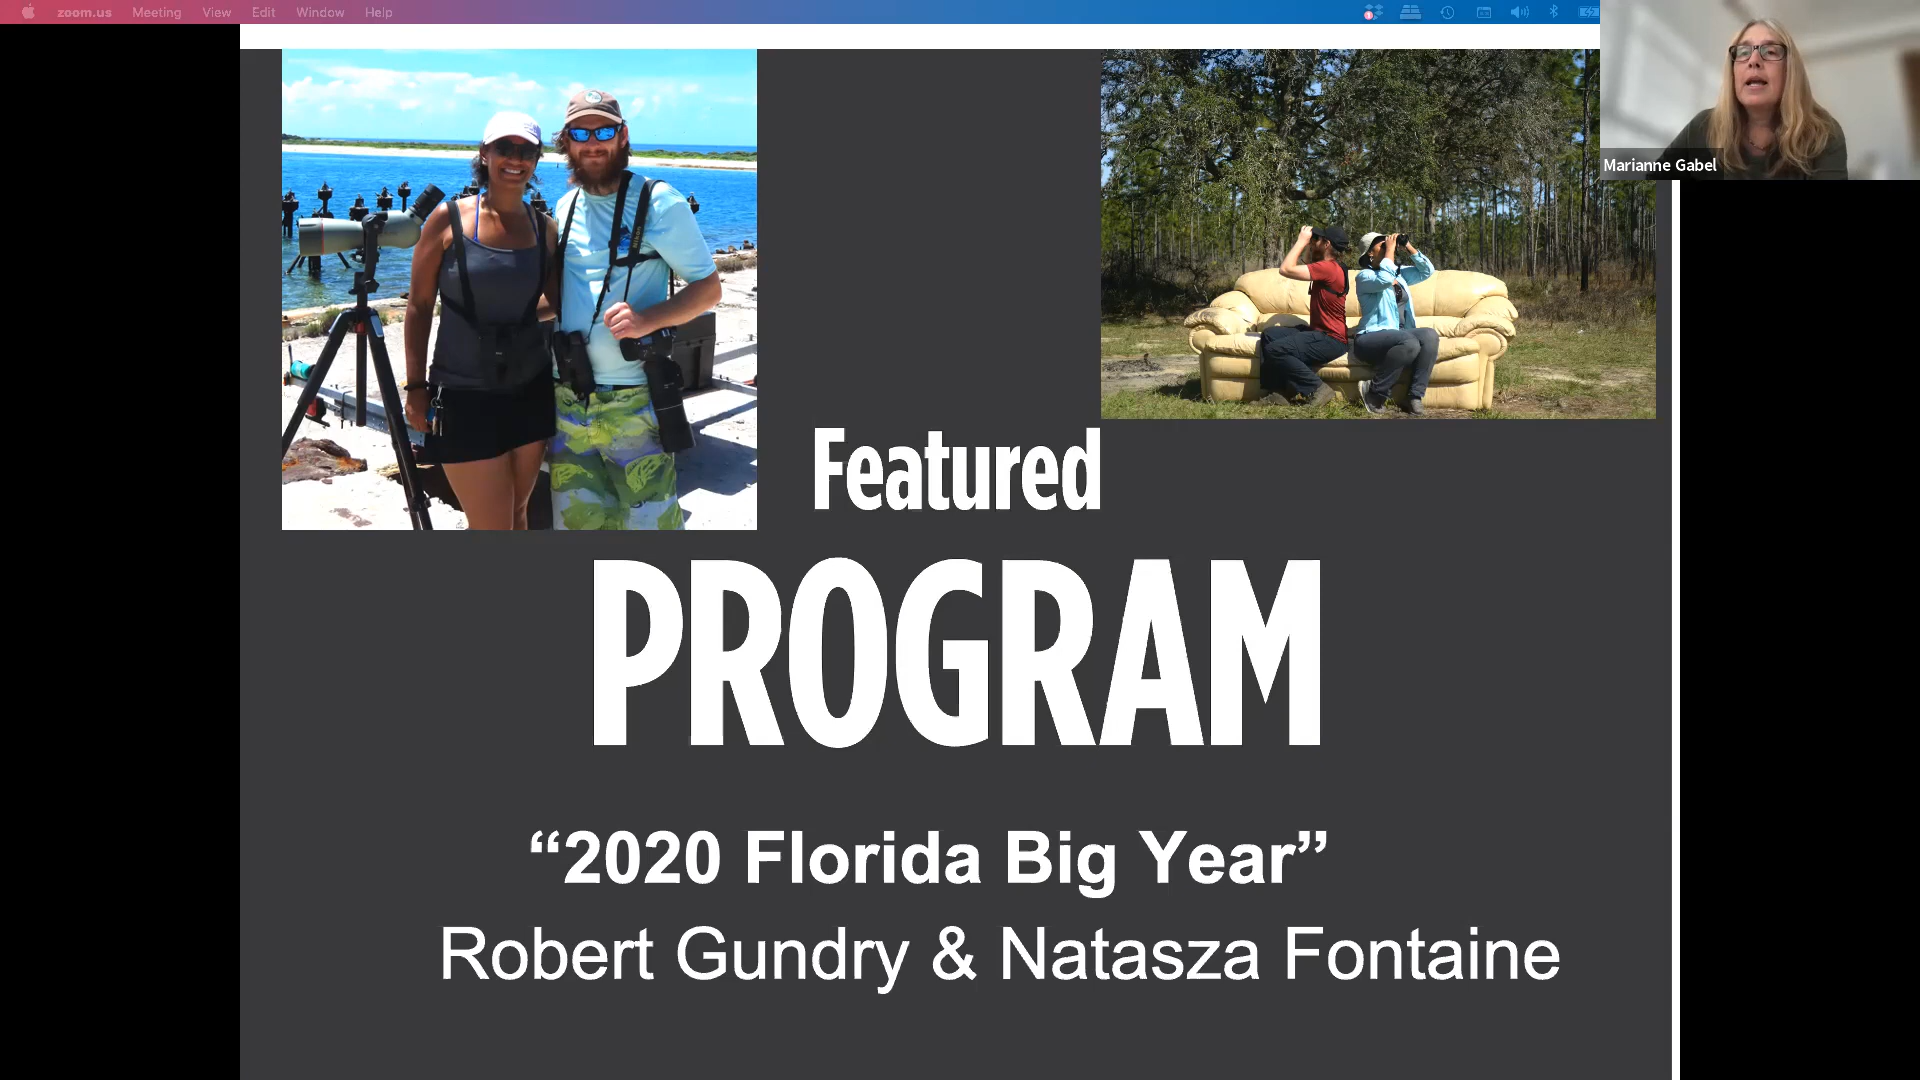 zoom.us Meeting View Edit Window Help
Marianne Gabel
Featured
PROGRAM
“2020 Florida Big Year”
Robert Gundry & Natasza Fontaine